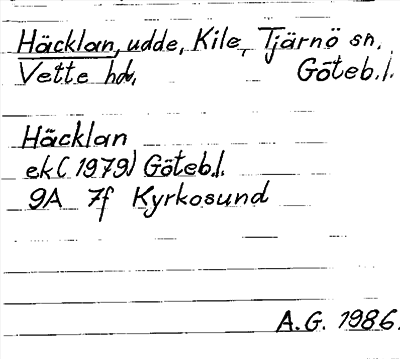 Häcklan, udde, Kile, Tjärnö sn.
Vette hd, Göteb.l.
Häcklan
ek (1979) Göteb.l.
9A 7f Kyrkosund
A.G. 1986.